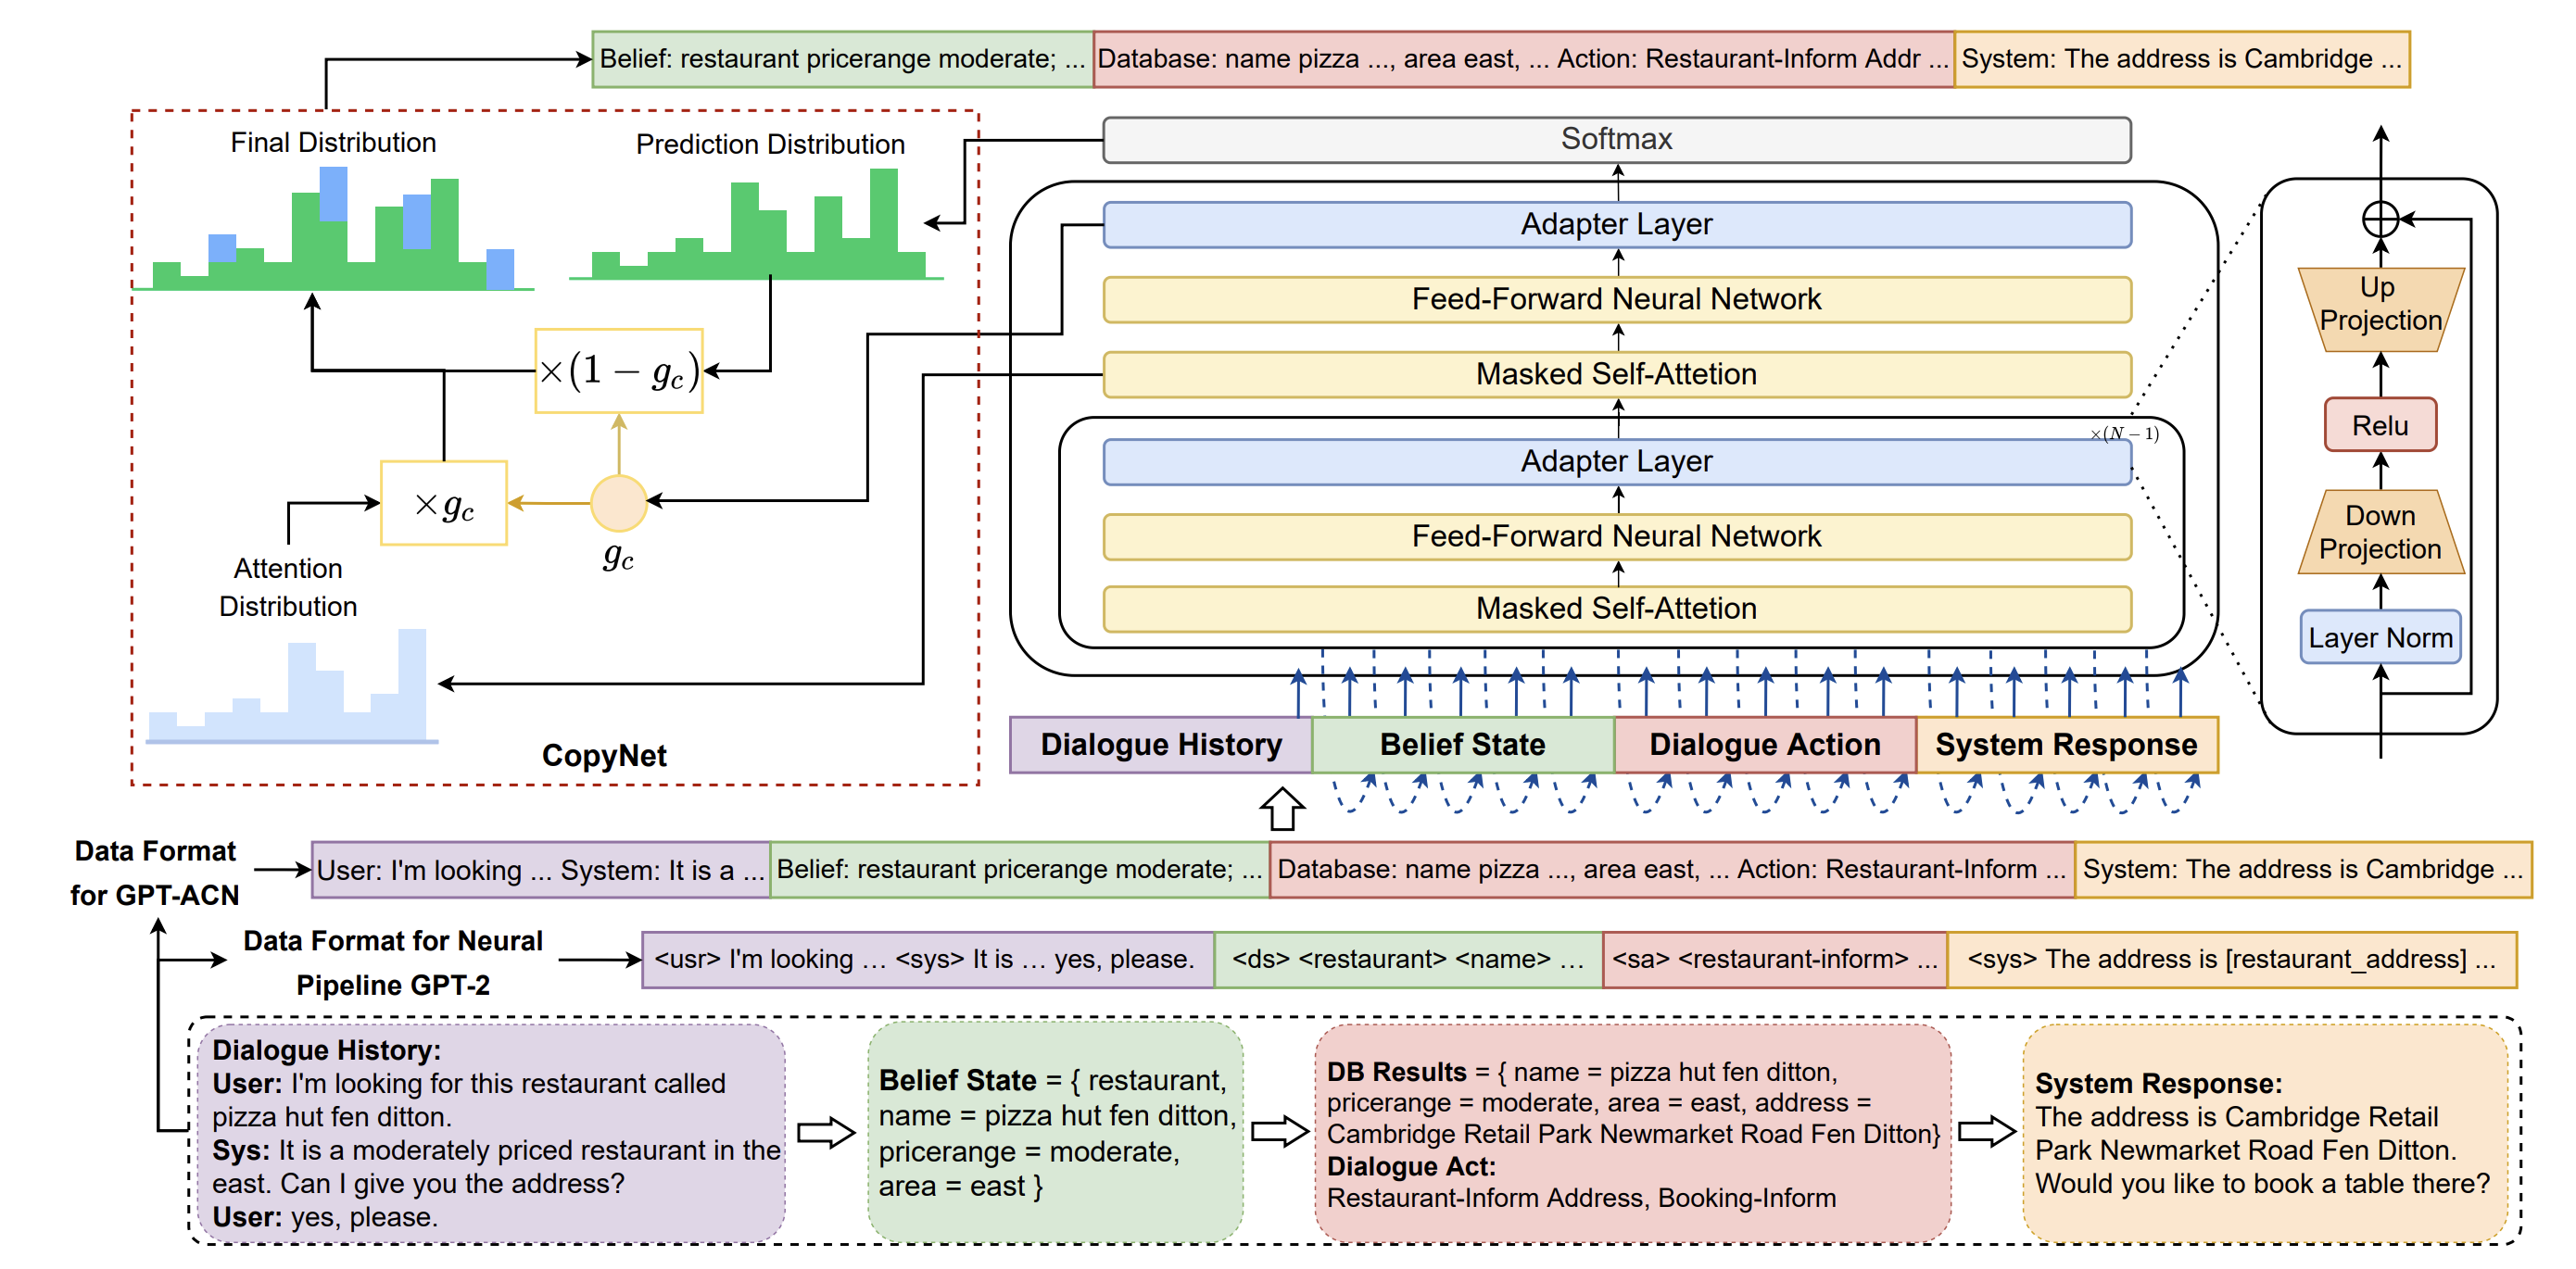 Belief: restaurant pricerange moderate; ...
Database: name pizza ..., area east, ... Action: Restaurant-Inform Addr ...
System: The address is Cambridge ...
Final Distribution
Prediction Distribution
×(1 − g_c)
×g_c
g_c
Attention
Distribution
CopyNet
Softmax
Adapter Layer
Feed-Forward Neural Network
Masked Self-Attetion
×(N − 1)
Adapter Layer
Feed-Forward Neural Network
Masked Self-Attetion
Up
Projection
Relu
Down
Projection
Layer Norm
Dialogue History
Belief State
Dialogue Action
System Response
Data Format
for GPT-ACN
User: I'm looking ... System: It is a ...
Belief: restaurant pricerange moderate; ...
Database: name pizza ..., area east, ... Action: Restaurant-Inform ...
System: The address is Cambridge ...
Data Format for Neural
Pipeline GPT-2
<usr> I'm looking ... <sys> It is ... yes, please.
<ds> <restaurant> <name> ...
<sa> <restaurant-inform> ...
<sys> The address is [restaurant_address] ...
Dialogue History:
User: I'm looking for this restaurant called
pizza hut fen ditton.
Sys: It is a moderately priced restaurant in the
east. Can I give you the address?
User: yes, please.
Belief State = { restaurant,
name = pizza hut fen ditton,
pricerange = moderate,
area = east }
DB Results = { name = pizza hut fen ditton,
pricerange = moderate, area = east, address =
Cambridge Retail Park Newmarket Road Fen Ditton}
Dialogue Act:
Restaurant-Inform Address, Booking-Inform
System Response:
The address is Cambridge Retail
Park Newmarket Road Fen Ditton.
Would you like to book a table there?